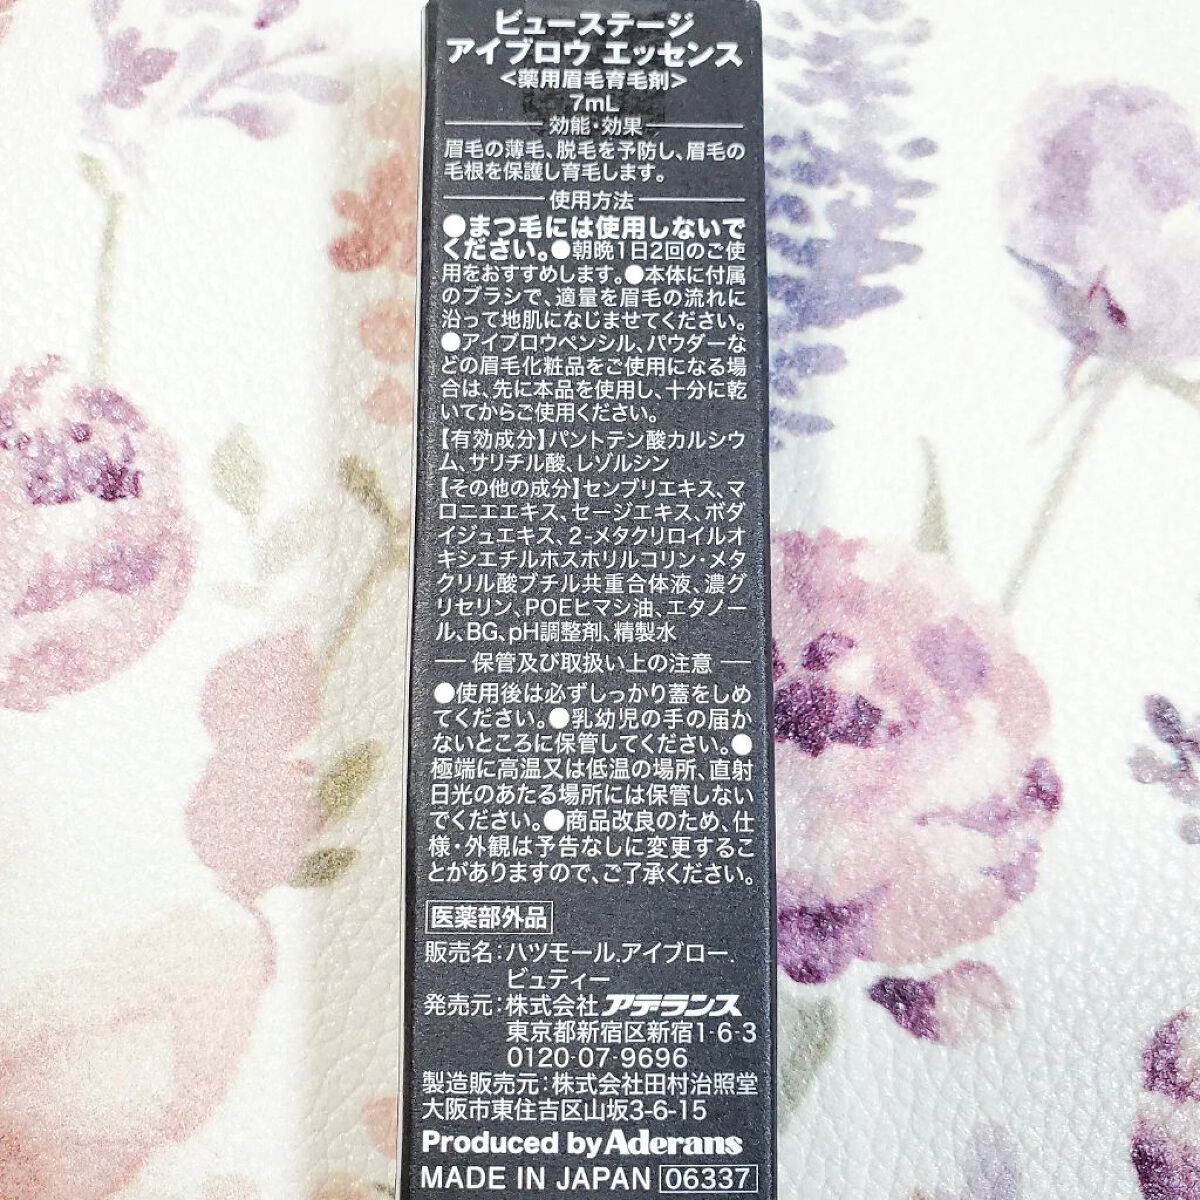 ビューステージ
アイブロウ エッセンス
<薬用眉毛育毛剤>
7mL
効能・効果
眉毛の薄毛、脱毛を予防し、眉毛の
毛根を保護し育毛します。
使用方法
●まつ毛には使用しないで
ください。●朝晩1日2回のご使
用をおすすめします。●本体に付属
のブラシで、適量を眉毛の流れに
沿って地肌になじませてください。
●アイブロウペンシル、パウダーな
どの眉毛化粧品をご使用になる場
合は、先に本品を使用し、十分に乾
いてからご使用ください。
【有効成分】パントテン酸カルシウ
ム、サリチル酸、レゾルシン
【その他の成分】センブリエキス、マ
ロニエエキス、セージエキス、ボダ
イジュエキス、2-メタクリロイルオ
キシエチルホスホリルコリン・メタ
クリル酸ブチル共重合体液、濃グ
リセリン、POEヒマシ油、エタノー
ル、BG、pH調整剤、精製水
保管及び取扱い上の注意
●使用後は必ずしっかり蓋をしめ
てください。●乳幼児の手の届か
ないところに保管してください。●
極端に高温又は低温の場所、直射
日光のあたる場所には保管しない
でください。●商品改良のため、仕
様・外観は予告なしに変更するこ
とがありますので、ご了承ください。
医薬部外品
販売名：ハツモール.アイブロー.
ビュティー
発売元：株式会社アデランス
東京都新宿区新宿1-6-3
0120-07-9696
製造販売元：株式会社田村治照堂
大阪市東住吉区山坂3-6-15
Produced by Aderans
MADE IN JAPAN 06337